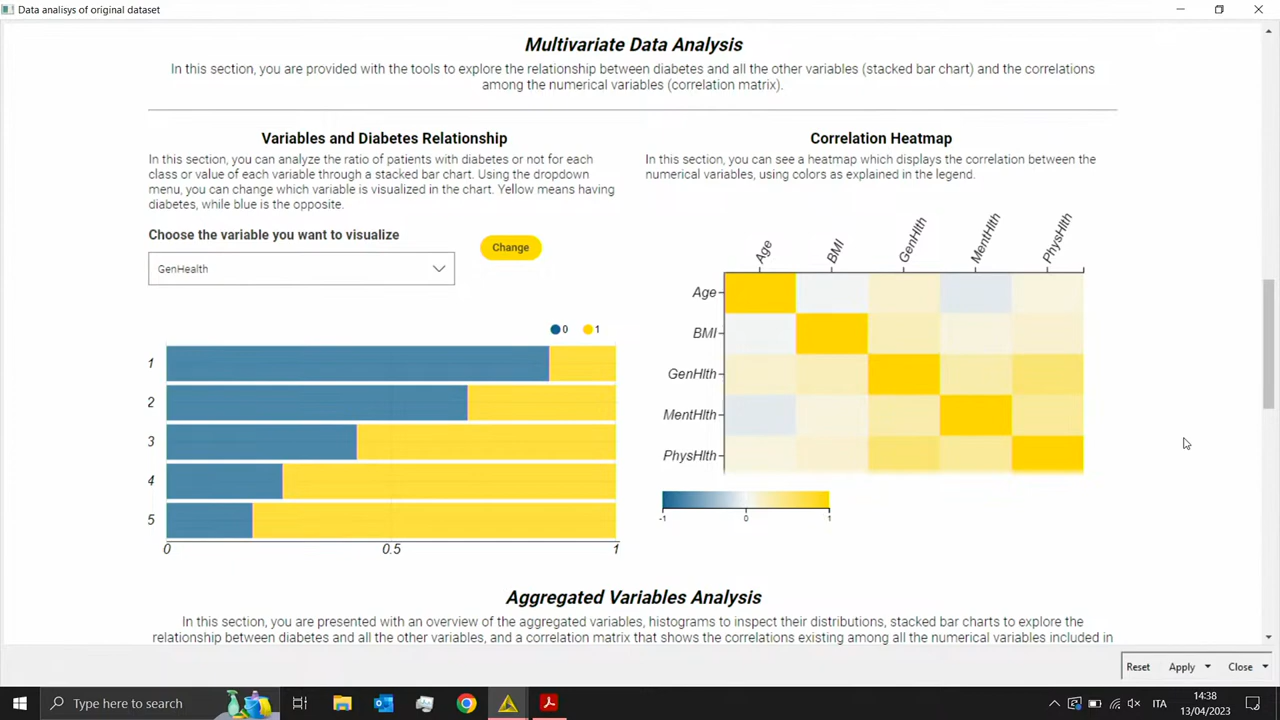 Data analisys of original dataset
Multivariate Data Analysis
In this section, you are provided with the tools to explore the relationship between diabetes and all the other variables (stacked bar chart) and the correlations
among the numerical variables (correlation matrix).
Variables and Diabetes Relationship
In this section, you can analyze the ratio of patients with diabetes or not for each
class or value of each variable through a stacked bar chart. Using the dropdown
menu, you can change which variable is visualized in the chart. Yellow means having
diabetes, while blue is the opposite.
Choose the variable you want to visualize
Change
GenHealth
0 1
1
2
3
4
5
0 0.5 1
Correlation Heatmap
In this section, you can see a heatmap which displays the correlation between the
numerical variables, using colors as explained in the legend.
Age BMI GenHlth MentHlth PhysHlth
Age
BMI
GenHlth
MentHlth
PhysHlth
-1 0 1
Aggregated Variables Analysis
In this section, you are presented with an overview of the aggregated variables, histograms to inspect their distributions, stacked bar charts to explore the
relationship between diabetes and all the other variables, and a correlation matrix that shows the correlations existing among all the numerical variables included in
Reset Apply Close
Type here to search
ITA
14:38
13/04/2023